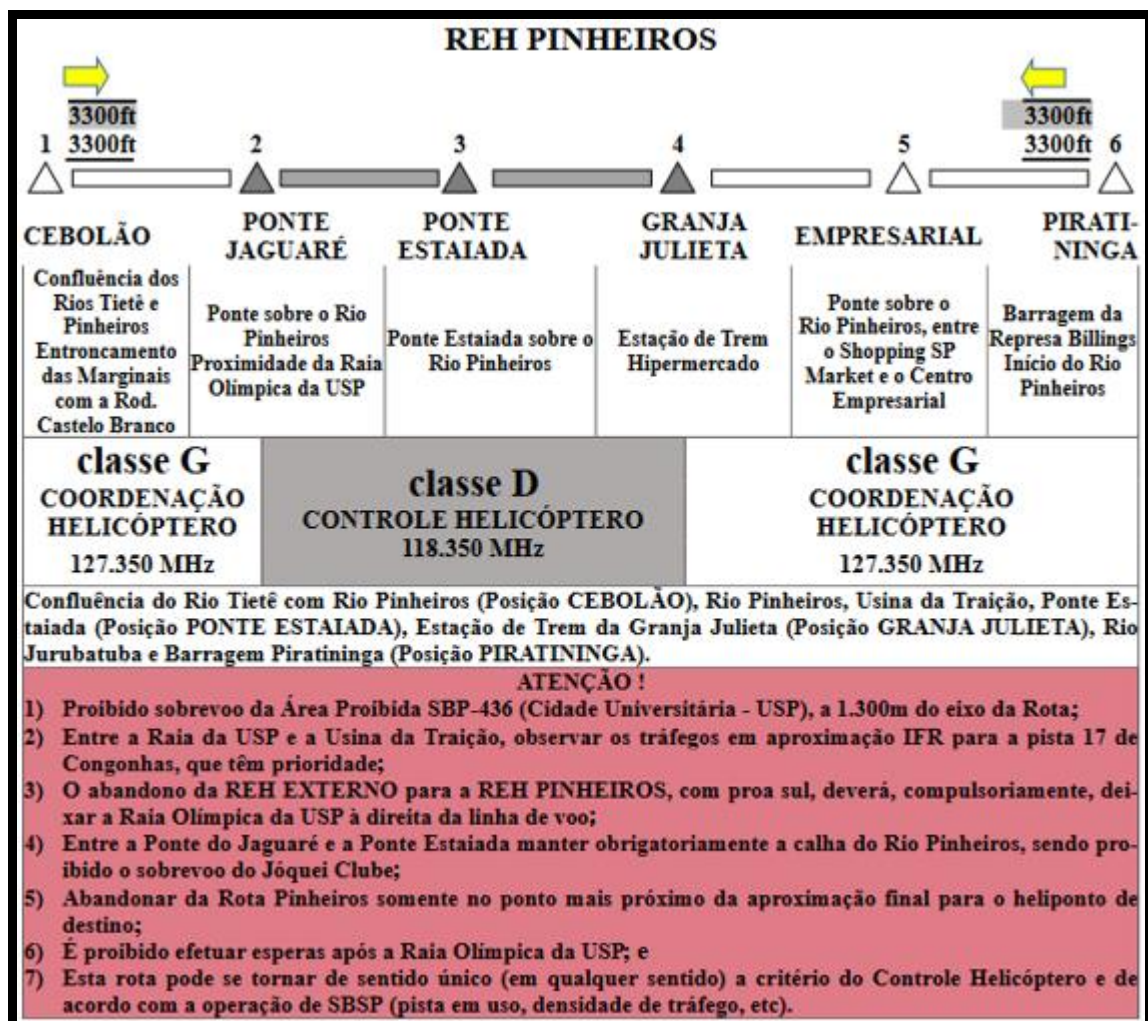 REH PINHEIROS
3300ft 3300ft
1 3300ft 2 3 4 5 3300ft 6
CEBOLÃO
PONTE
JAGUARÉ
PONTE
ESTAIADA
GRANJA
JULIETA
EMPRESARIAL
PIRATI-
NINGA
Confluência dos
Rios Tietê e
Pinheiros
Entroncamento
das Marginais
com a Rod.
Castelo Branco
Ponte sobre o Rio
Pinheiros
Proximidade da Raia
Olímpica da USP
Ponte Estaiada sobre o
Rio Pinheiros
Estação de Trem
Hipermercado
Ponte sobre o
Rio Pinheiros, entre
o Shopping SP
Market e o Centro
Empresarial
Barragem da
Represa Billings
Início do Rio
Pinheiros
classe G
COORDENAÇÃO
HELICÓPTERO
127.350 MHz
classe D
CONTROLE HELICÓPTERO
118.350 MHz
classe G
COORDENAÇÃO
HELICÓPTERO
127.350 MHz
Confluência do Rio Tietê com Rio Pinheiros (Posição CEBOLÃO), Rio Pinheiros, Usina da Traição, Ponte Es-
taiada (Posição PONTE ESTAIADA), Estação de Trem da Granja Julieta (Posição GRANJA JULIETA), Rio
Jurubatuba e Barragem Piratininga (Posição PIRATININGA).
ATENÇÃO !
1) Proibido sobrevoo da Área Proibida SBP-436 (Cidade Universitária - USP), a 1.300m do eixo da Rota;
2) Entre a Raia da USP e a Usina da Traição, observar os tráfegos em aproximação IFR para a pista 17 de
Congonhas, que têm prioridade;
3) O abandono da REH EXTERNO para a REH PINHEIROS, com proa sul, deverá, compulsoriamente, dei-
xar a Raia Olímpica da USP à direita da linha de voo;
4) Entre a Ponte do Jaguaré e a Ponte Estaiada manter obrigatoriamente a calha do Rio Pinheiros, sendo pro-
ibido o sobrevoo do Jóquei Clube;
5) Abandonar da Rota Pinheiros somente no ponto mais próximo da aproximação final para o heliponto de
destino;
6) É proibido efetuar esperas após a Raia Olímpica da USP; e
7) Esta rota pode se tornar de sentido único (em qualquer sentido) a critério do Controle Helicóptero e de
acordo com a operação de SBSP (pista em uso, densidade de tráfego, etc).